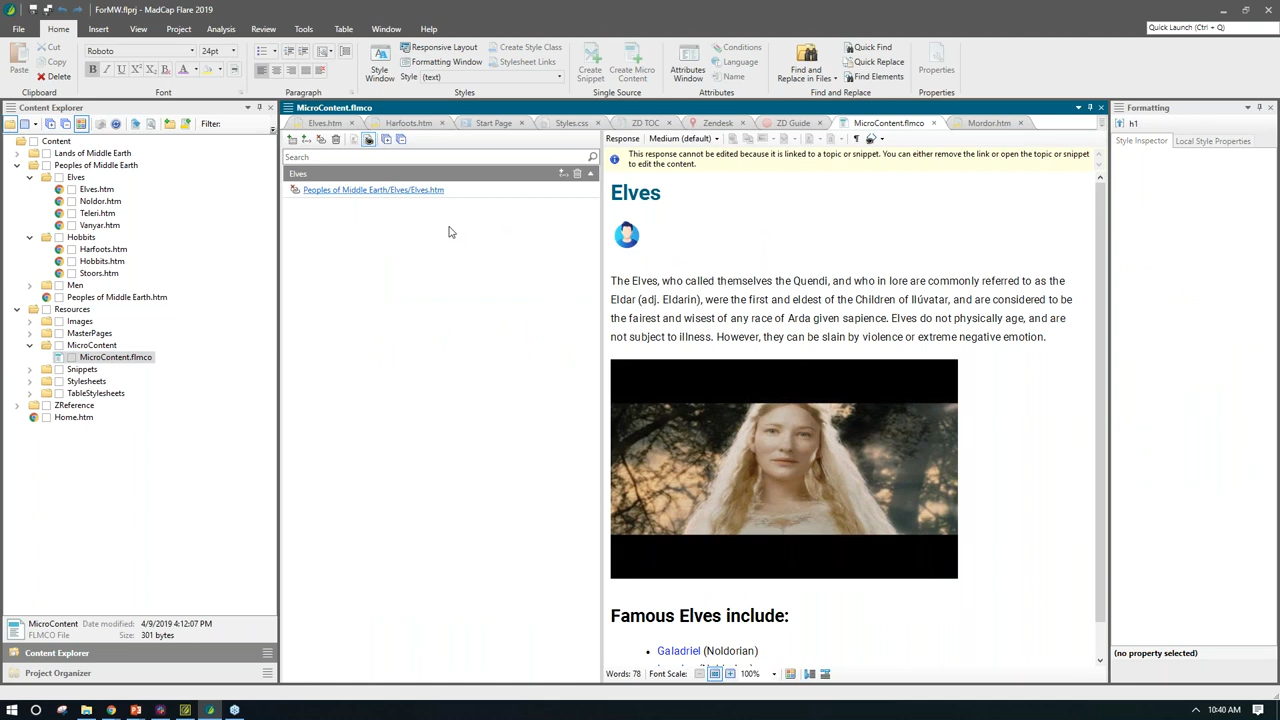 ForMW.flprj - MadCap Flare 2019
File Home Insert View Project Analysis Review Tools Table Window Help
Quick Launch (Ctrl + Q)
Paste
Cut
Copy
Delete
Clipboard
Roboto 24pt
Font
Style Window
Responsive Layout
Formatting Window
Style (text)
Create Style Class
Stylesheet Links
Styles
Create Snippet
Create Micro Content
Single Source
Attributes Window
Conditions
Language
Name
Attributes
Find and Replace in Files
Quick Find
Quick Replace
Find Elements
Find and Replace
Properties
Properties
Content Explorer
Filter:
Content
Lands of Middle Earth
Peoples of Middle Earth
Elves
Elves.htm
Noldor.htm
Teleri.htm
Vanyar.htm
Hobbits
Harfoots.htm
Hobbits.htm
Stoors.htm
Men
Peoples of Middle Earth.htm
Resources
Images
MasterPages
MicroContent
MicroContent.flmco
Snippets
Stylesheets
TableStylesheets
ZReference
Home.htm
MicroContent Date modified: 4/9/2019 4:12:07 PM
FLMCO File Size: 301 bytes
Content Explorer
Project Organizer
MicroContent.flmco
Elves.htm Harfoots.htm Start Page Styles.css ZD TOC Zendesk ZD Guide MicroContent.flmco Mordor.htm
Search
Elves
Peoples of Middle Earth/Elves/Elves.htm
Response Medium (default)
This response cannot be edited because it is linked to a topic or snippet. You can either remove the link or open the topic or snippet
to edit the content.
Elves
The Elves, who called themselves the Quendi, and who in lore are commonly referred to as the
Eldar (adj. Eldarin), were the first and eldest of the Children of Ilúvatar, and are considered to be
the fairest and wisest of any race of Arda given sapience. Elves do not physically age, and are
not subject to illness. However, they can be slain by violence or extreme negative emotion.
Famous Elves include:
• Galadriel (Noldorian)
Words: 78 Font Scale: 100%
Formatting
h1
Style Inspector Local Style Properties
(no property selected)
10:40 AM